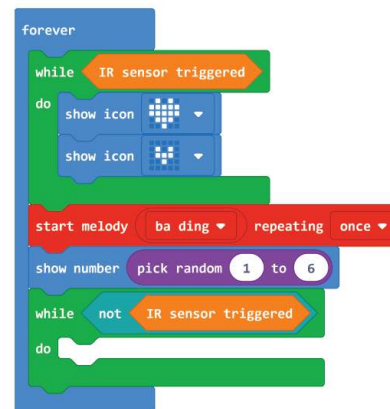 forever
while IR sensor triggered
do
show icon
show icon
start melody ba ding repeating once
show number pick random 1 to 6
while not IR sensor triggered
do